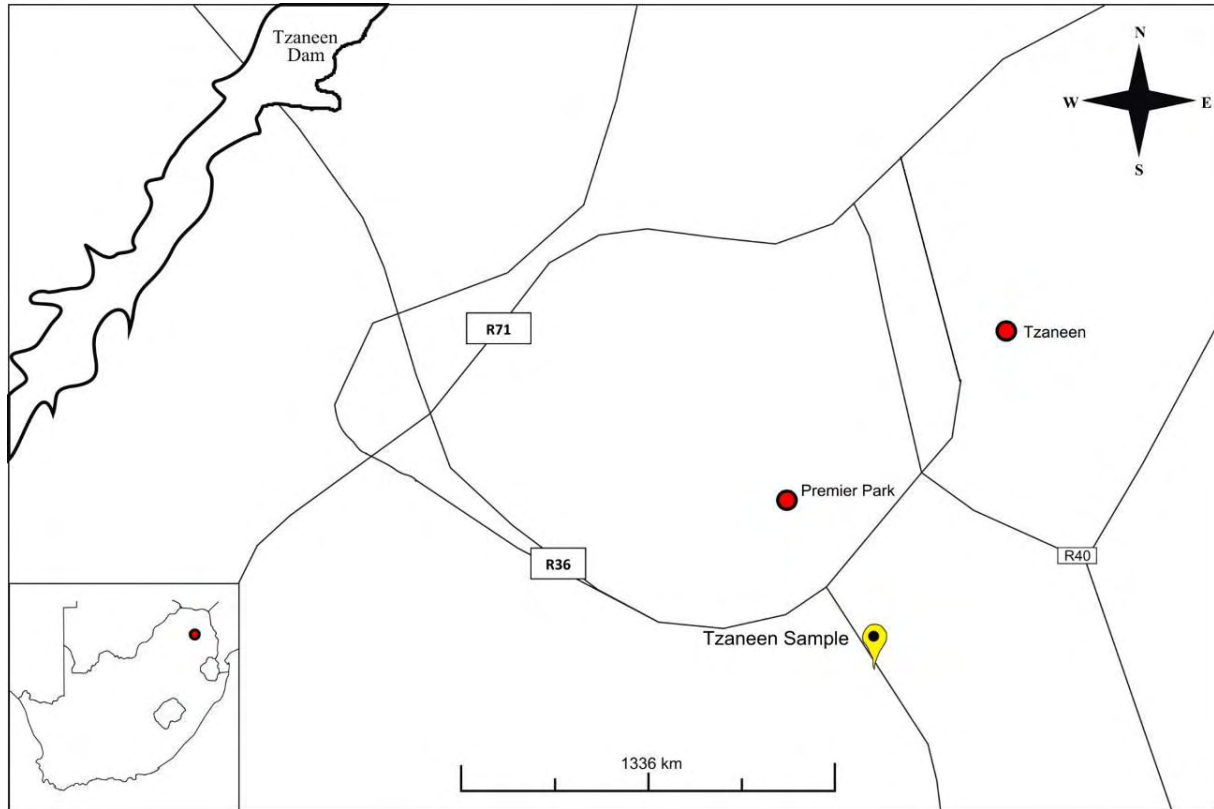 Tzaneen
Dam
N
W
E
S
R71
Tzaneen
Premier Park
R40
R36
Tzaneen Sample
1336 km